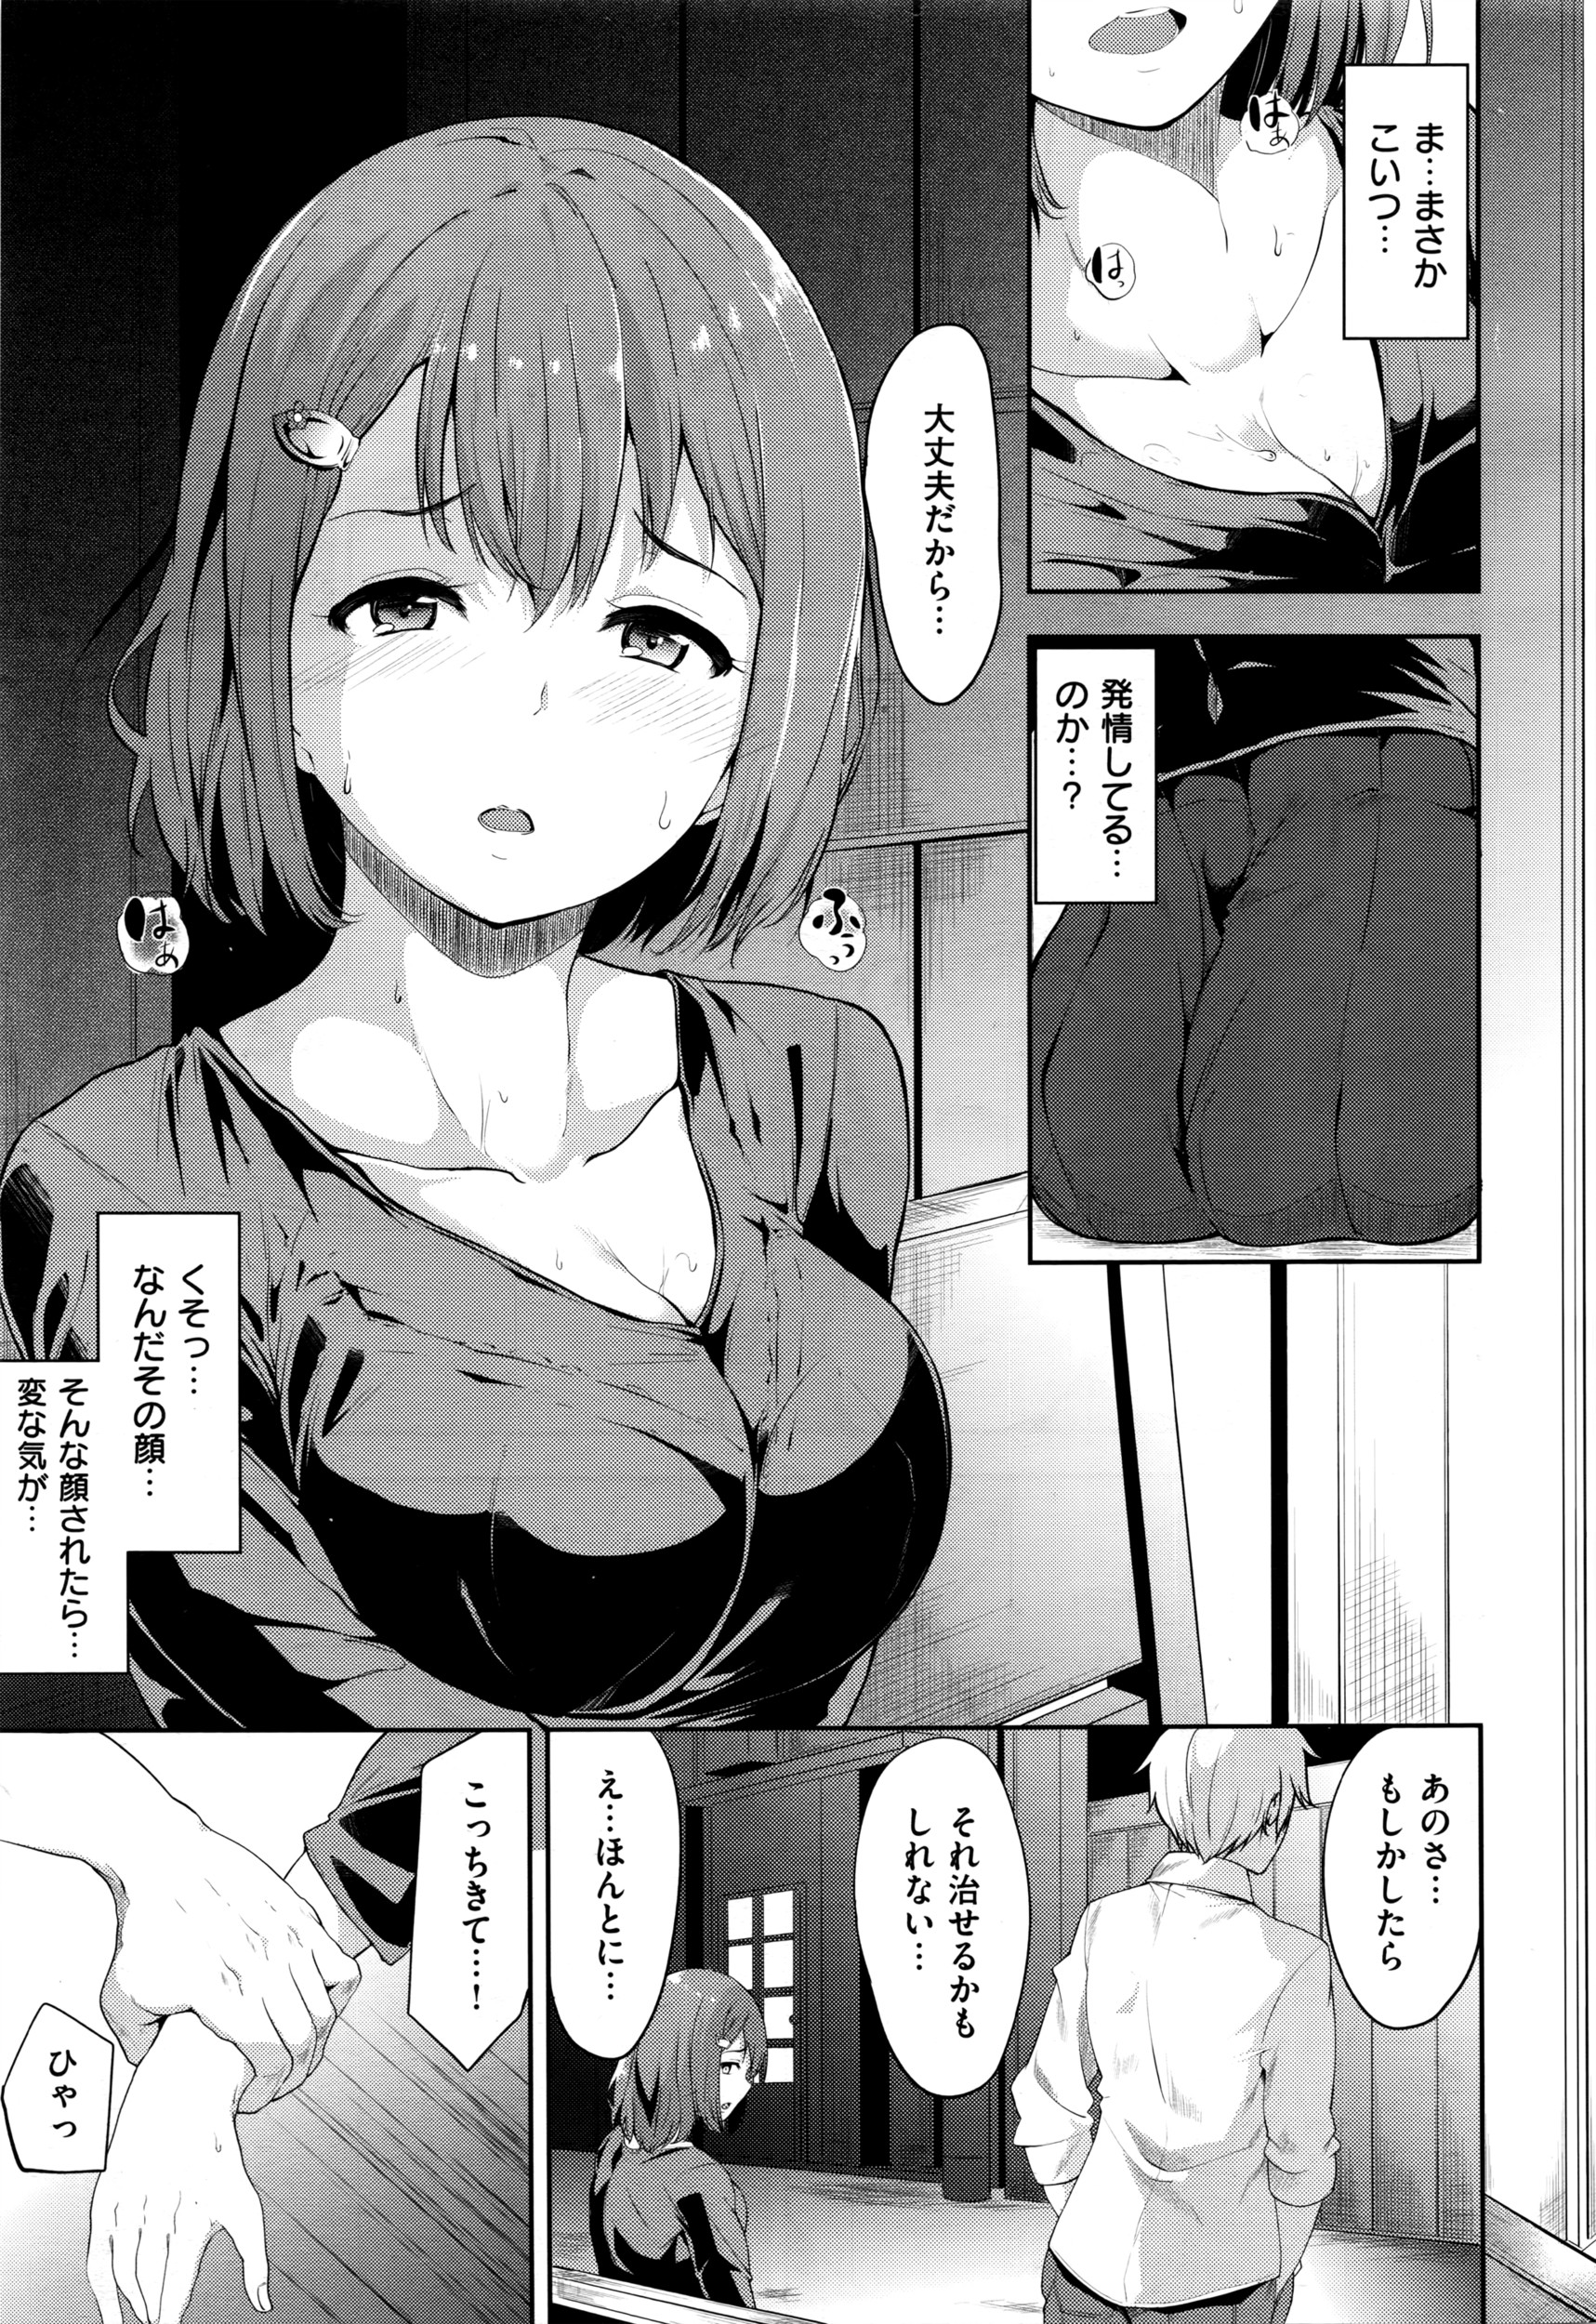 ま…まさか
こいつ…
はぁ
はっ
発情してる…
のか…？
大丈夫だから…
ふっ
はぁ
くそっ…
なんだその顔…
そんな顔されたら…
変な気が…
あのさ…
もしかしたら
それ治せるかも
しれない…
え…ほんとに…
こっちきて…！
ひゃっ